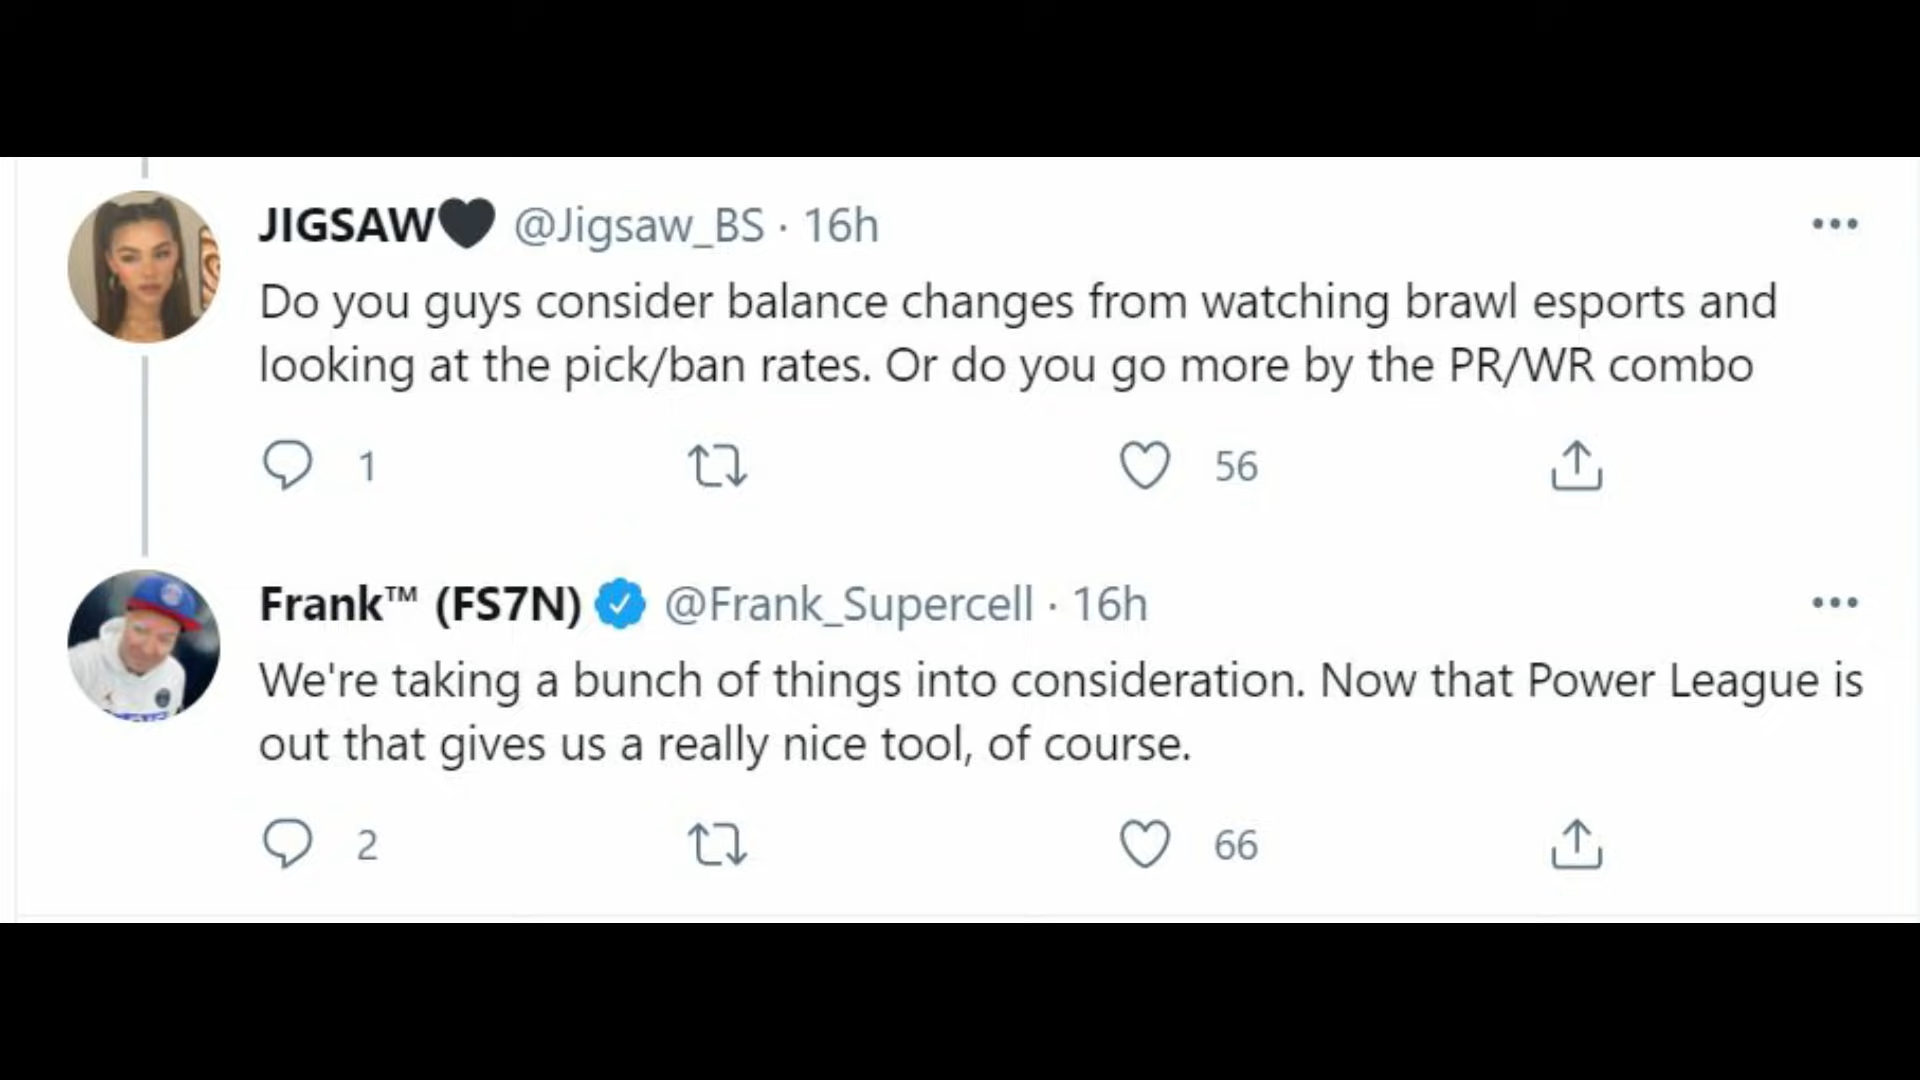 JIGSAW🖤 @Jigsaw_BS · 16h
Do you guys consider balance changes from watching brawl esports and
looking at the pick/ban rates. Or do you go more by the PR/WR combo
1 56
Frank™ (FS7N) @Frank_Supercell · 16h
We're taking a bunch of things into consideration. Now that Power League is
out that gives us a really nice tool, of course.
2 66